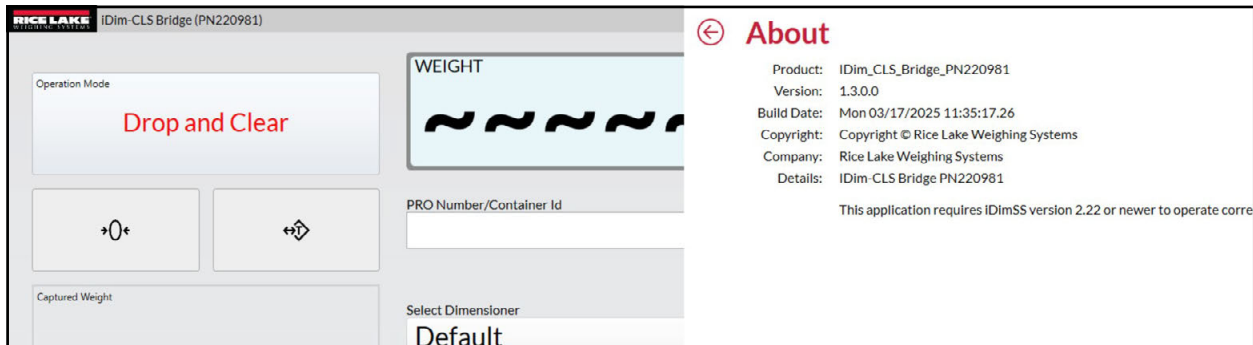 RICE LAKE
WEIGHING SYSTEMS
iDim-CLS Bridge (PN220981)
Operation Mode
Drop and Clear
WEIGHT
~~~~~
PRO Number/Container Id
Captured Weight
Select Dimensioner
Default
About
Product: IDim_CLS_Bridge_PN220981
Version: 1.3.0.0
Build Date: Mon 03/17/2025 11:35:17.26
Copyright: Copyright © Rice Lake Weighing Systems
Company: Rice Lake Weighing Systems
Details: IDim-CLS Bridge PN220981
This application requires iDimSS version 2.22 or newer to operate corre